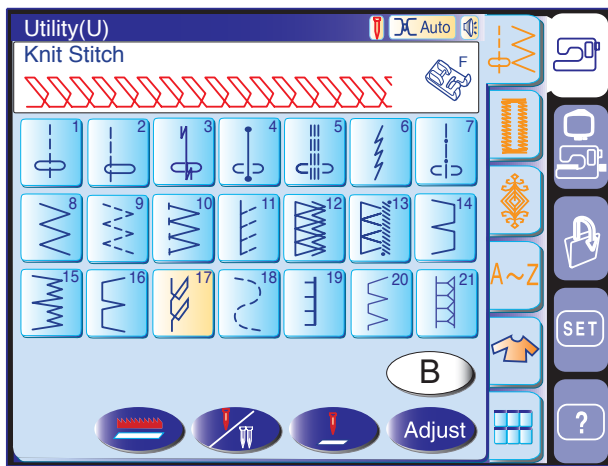 Utility(U) Auto
Knit Stitch
F
1 2 3 4 5 6 7
8 9 10 11 12 13 14
15 16 17 18 19 20 21
A~Z
SET
B
Adjust
?